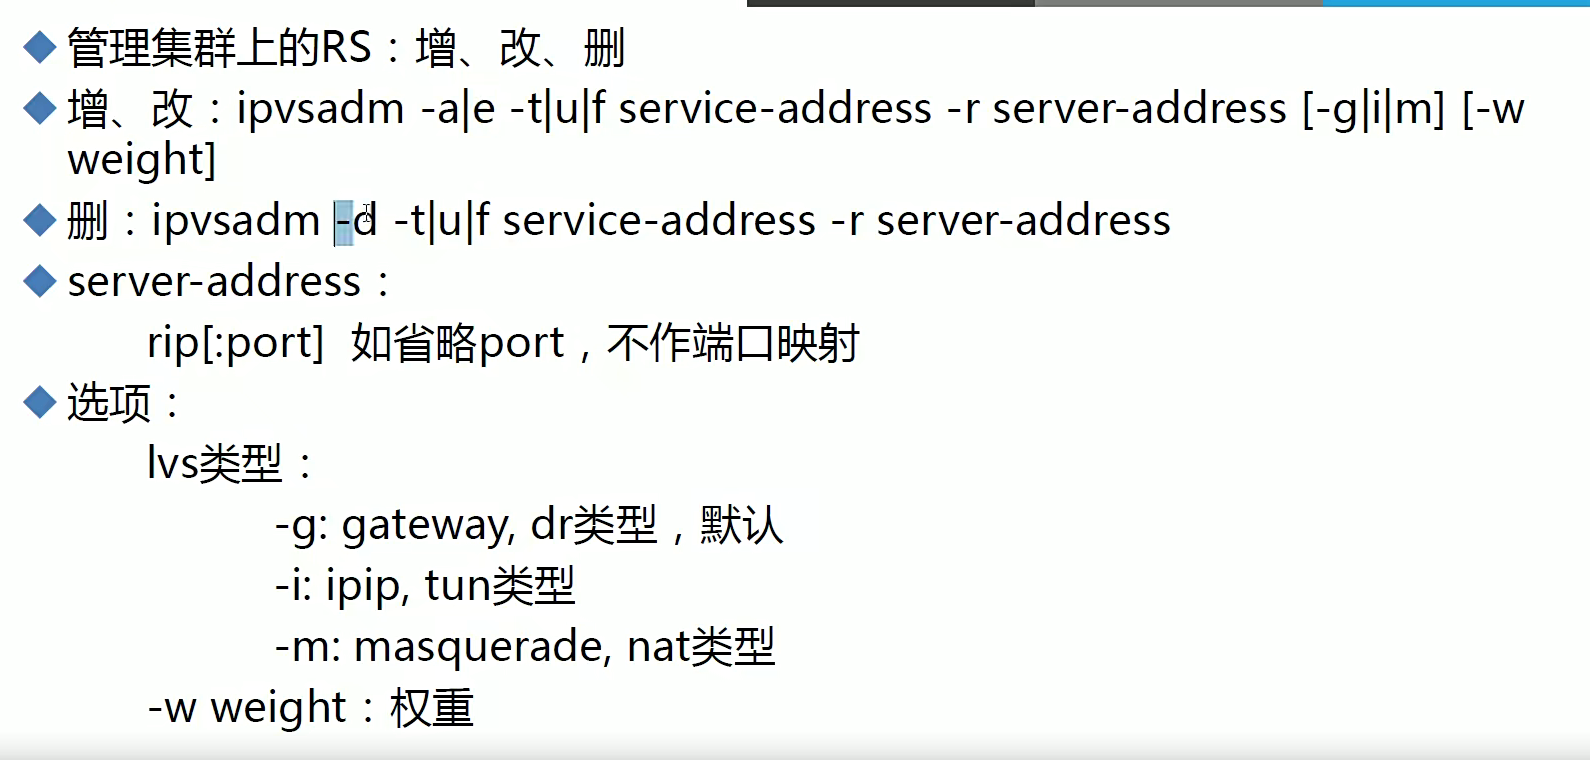 管理集群上的RS：增、改、删
增、改：ipvsadm -a|e -t|u|f service-address -r server-address [-g|i|m] [-w
weight]
删：ipvsadm -d -t|u|f service-address -r server-address
server-address：
rip[:port] 如省略port，不作端口映射
选项：
lvs类型：
-g: gateway, dr类型，默认
-i: ipip, tun类型
-m: masquerade, nat类型
-w weight：权重